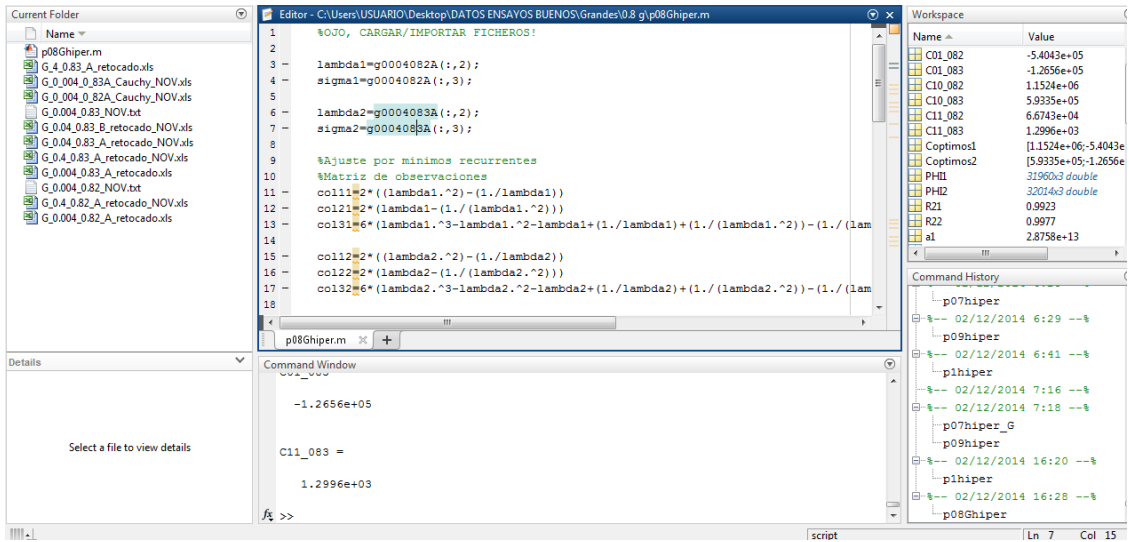 Current Folder
Name
p08Ghiper.m
G_4_0.83_A_retocado.xls
G_0_004_0.83A_Cauchy_NOV.xls
G_0_004_0.82A_Cauchy_NOV.xls
G_0.004_0.83_NOV.txt
G_0.04_0.83_B_retocado_NOV.xls
G_0.04_0.83_A_retocado_NOV.xls
G_0.4_0.83_A_retocado_NOV.xls
G_0.004_0.82_NOV.txt
G_0.4_0.82_A_retocado_NOV.xls
G_0.004_0.82_A_retocado.xls
Details
Select a file to view details
Editor - C:\Users\USUARIO\Desktop\DATOS ENSAYOS BUENOS\Grandes\0.8 g\p08Ghiper.m
1 %OJO, CARGAR/IMPORTAR FICHEROS!
2
3 - lambda1=g0004082A(:,2);
4 - sigma1=g0004082A(:,3);
5
6 - lambda2=g0004083A(:,2);
7 - sigma2=g0004083A(:,3);
8
9 %Ajuste por minimos recurrentes
10 %Matriz de observaciones
11 - col11=2*((lambda1.^2)-(1./lambda1))
12 - col21=2*(lambda1-(1./(lambda1.^2)))
13 - col31=6*(lambda1.^3-lambda1.^2-lambda1+(1./lambda1)+(1./(lambda1.^2))-(1./(lam
14
15 - col12=2*((lambda2.^2)-(1./lambda2))
16 - col22=2*(lambda2-(1./(lambda2.^2)))
17 - col32=6*(lambda2.^3-lambda2.^2-lambda2+(1./lambda2)+(1./(lambda2.^2))-(1./(lam
18
p08Ghiper.m
Command Window
-1.2656e+05
C11_083 =
1.2996e+03
fx >>
Workspace
Name Value
C01_082 -5.4043e+05
C01_083 -1.2656e+05
C10_082 1.1524e+06
C10_083 5.9335e+05
C11_082 6.6743e+04
C11_083 1.2996e+03
Coptimos1 [1.1524e+06;-5.4043e
Coptimos2 [5.9335e+05;-1.2656e
PHI1 31960x3 double
PHI2 32014x3 double
R21 0.9923
R22 0.9977
a1 2.8758e+13
Command History
p07hiper
%-- 02/12/2014 6:29 --%
p09hiper
%-- 02/12/2014 6:41 --%
p1hiper
%-- 02/12/2014 7:16 --%
%-- 02/12/2014 7:18 --%
p07hiper_G
p09hiper
%-- 02/12/2014 16:20 --%
p1hiper
%-- 02/12/2014 16:28 --%
p08Ghiper
script Ln 7 Col 15